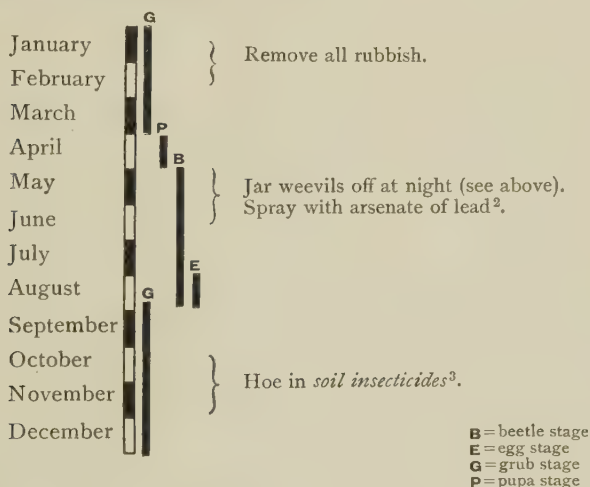 G
January
February
} Remove all rubbish.
March
P
April
B
May
June
} Jar weevils off at night (see above).
Spray with arsenate of lead².
July
E
August
G
September
October
November
} Hoe in soil insecticides³.
December
B=beetle stage
E=egg stage
G=grub stage
P=pupa stage